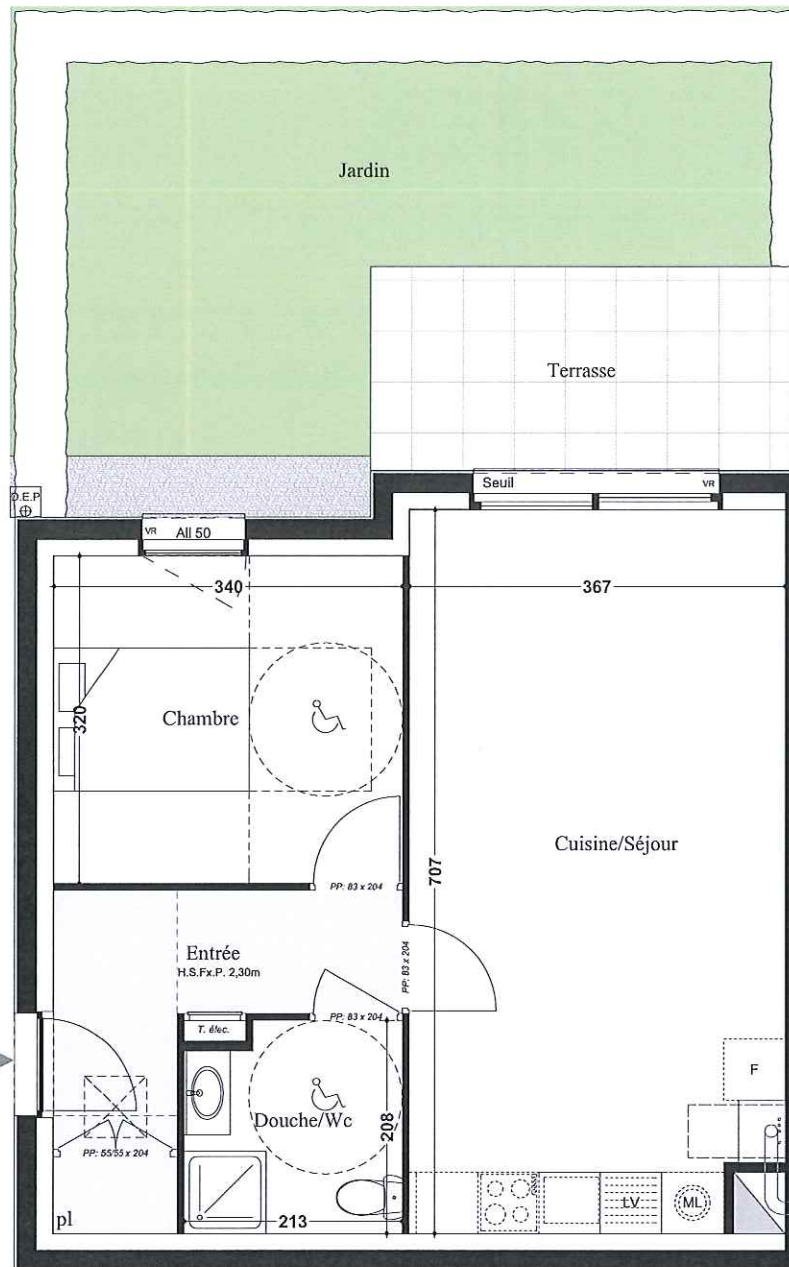 Jardin
Terrasse
Seuil
VR
D.E.P
VR
All 50
340
367
320
Chambre
Cuisine/Séjour
707
PP: 83 x 204
Entrée
H.S.Fx.P. 2,30m
PP: 83 x 204
T. élec.
PP: 83 x 204
F
Douche/Wc
208
PP: 55/55 x 204
LV
ML
pl
213